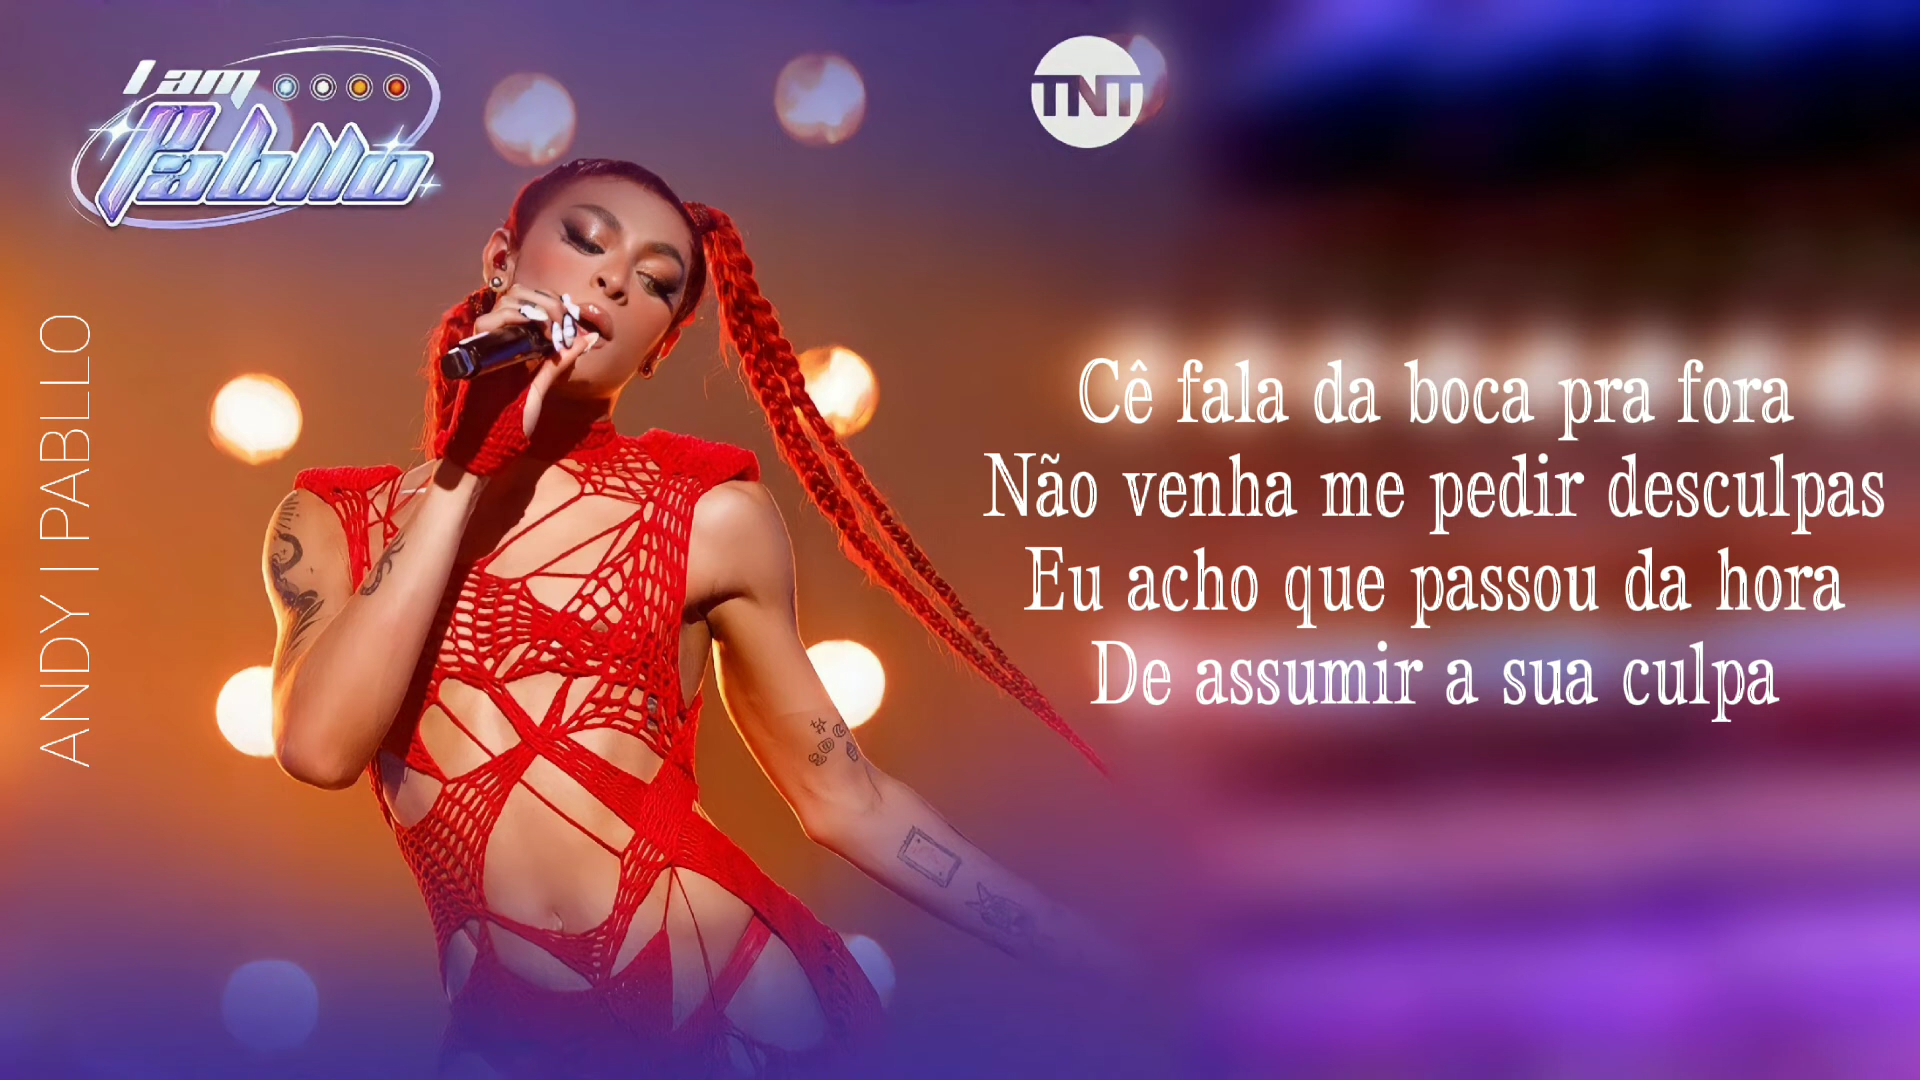 I am
Pabllo
TNT
ANDY | PABLLO
Cê fala da boca pra fora
Não venha me pedir desculpas
Eu acho que passou da hora
De assumir a sua culpa